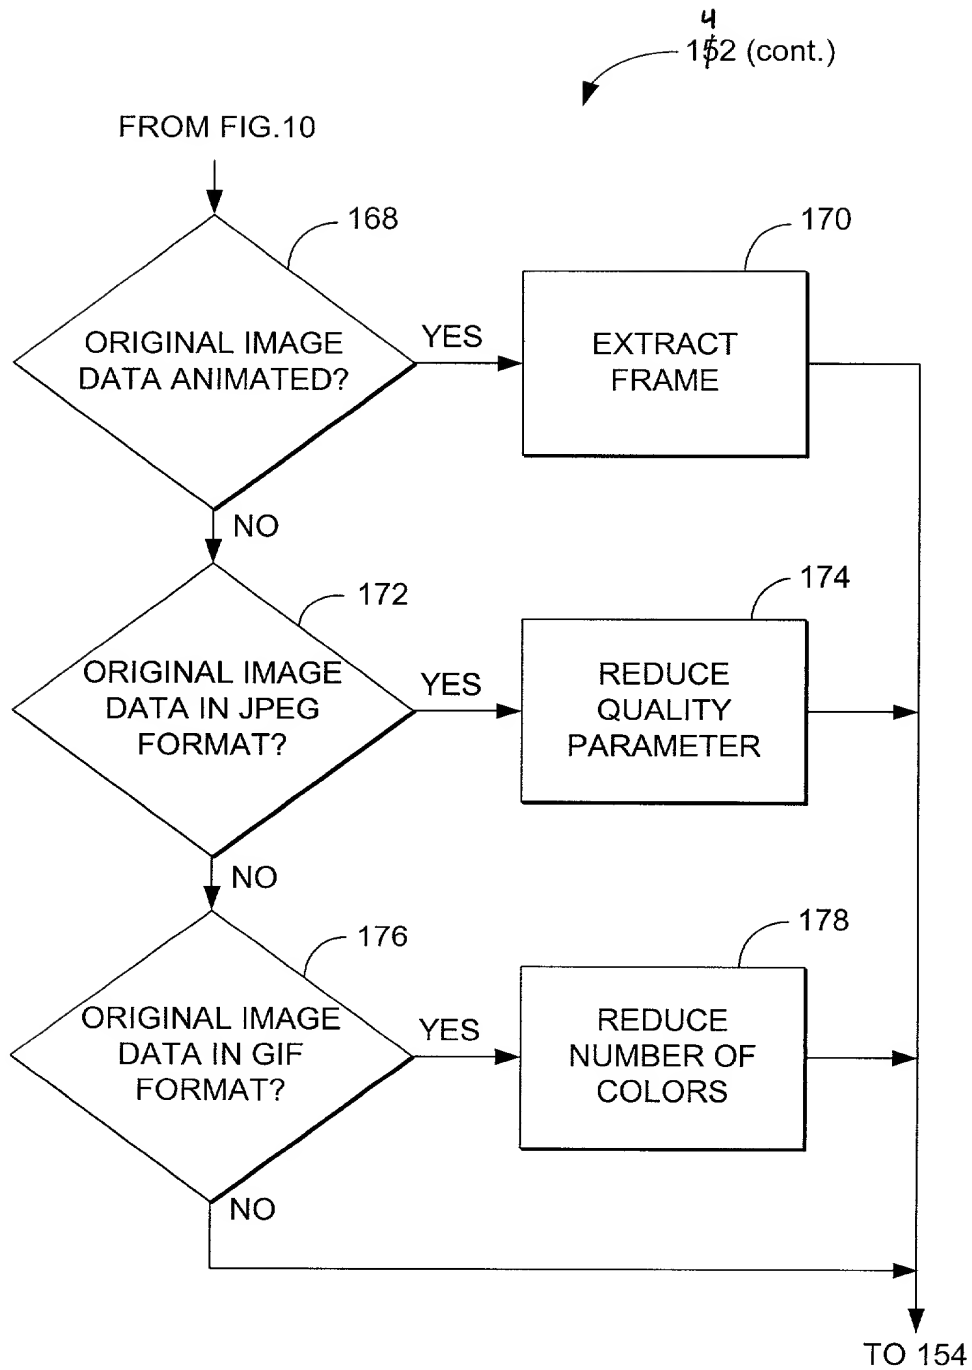 4
152 (cont.)
FROM FIG.10
168
170
ORIGINAL IMAGE
DATA ANIMATED?
YES
EXTRACT
FRAME
NO
172
174
ORIGINAL IMAGE
DATA IN JPEG
FORMAT?
YES
REDUCE
QUALITY
PARAMETER
NO
176
178
ORIGINAL IMAGE
DATA IN GIF
FORMAT?
YES
REDUCE
NUMBER OF
COLORS
NO
TO 154